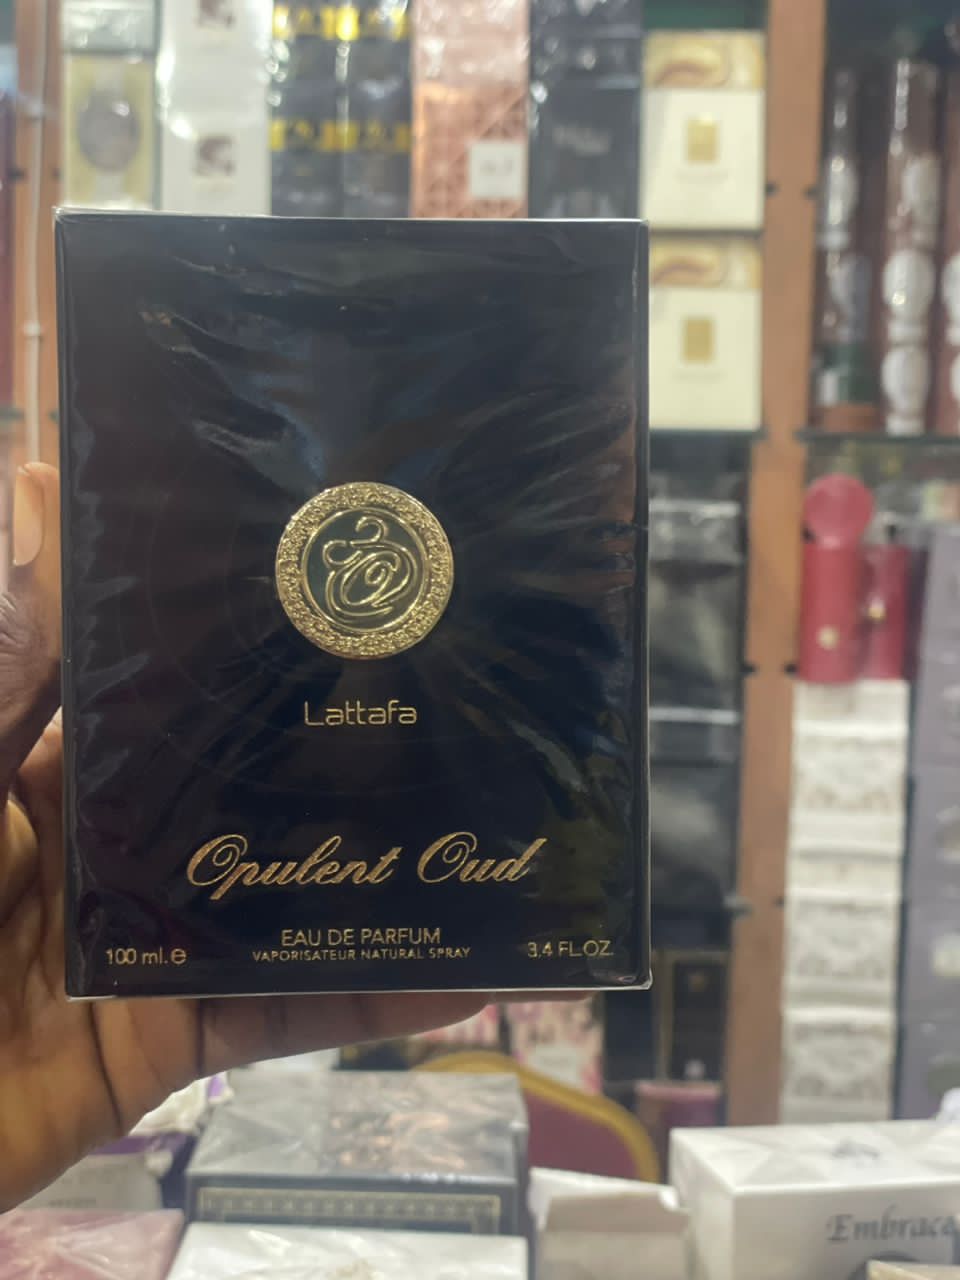 Lattafa
Opulent Oud
EAU DE PARFUM
VAPORISATEUR NATURAL SPRAY
100 ml. e
3.4 FL.OZ.
Embrace